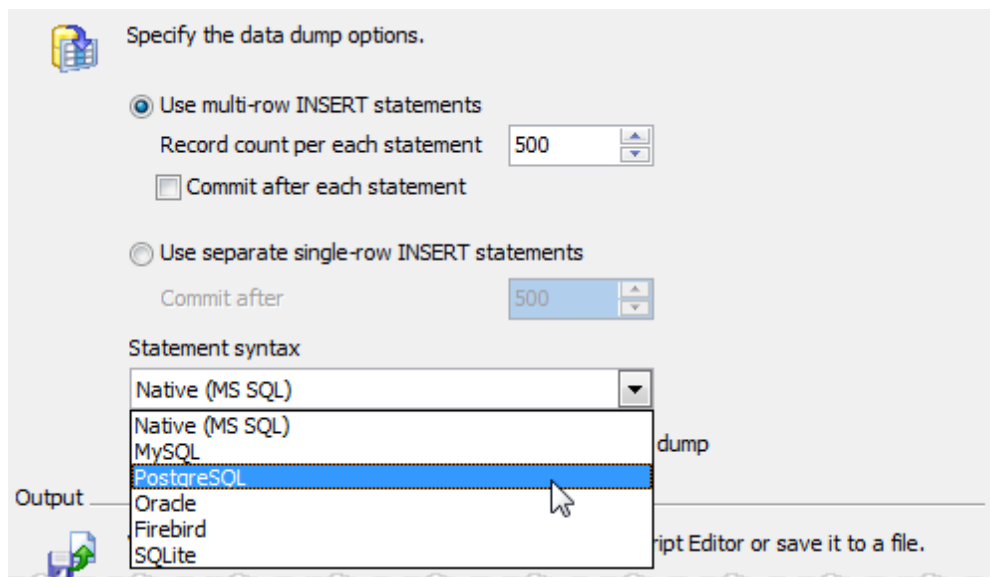 Specify the data dump options.
Use multi-row INSERT statements
Record count per each statement 500
Commit after each statement
Use separate single-row INSERT statements
Commit after 500
Statement syntax
Native (MS SQL)
Native (MS SQL)
MySQL
dump
PostgreSQL
Output
Oracle
Firebird
ript Editor or save it to a file.
SQLite